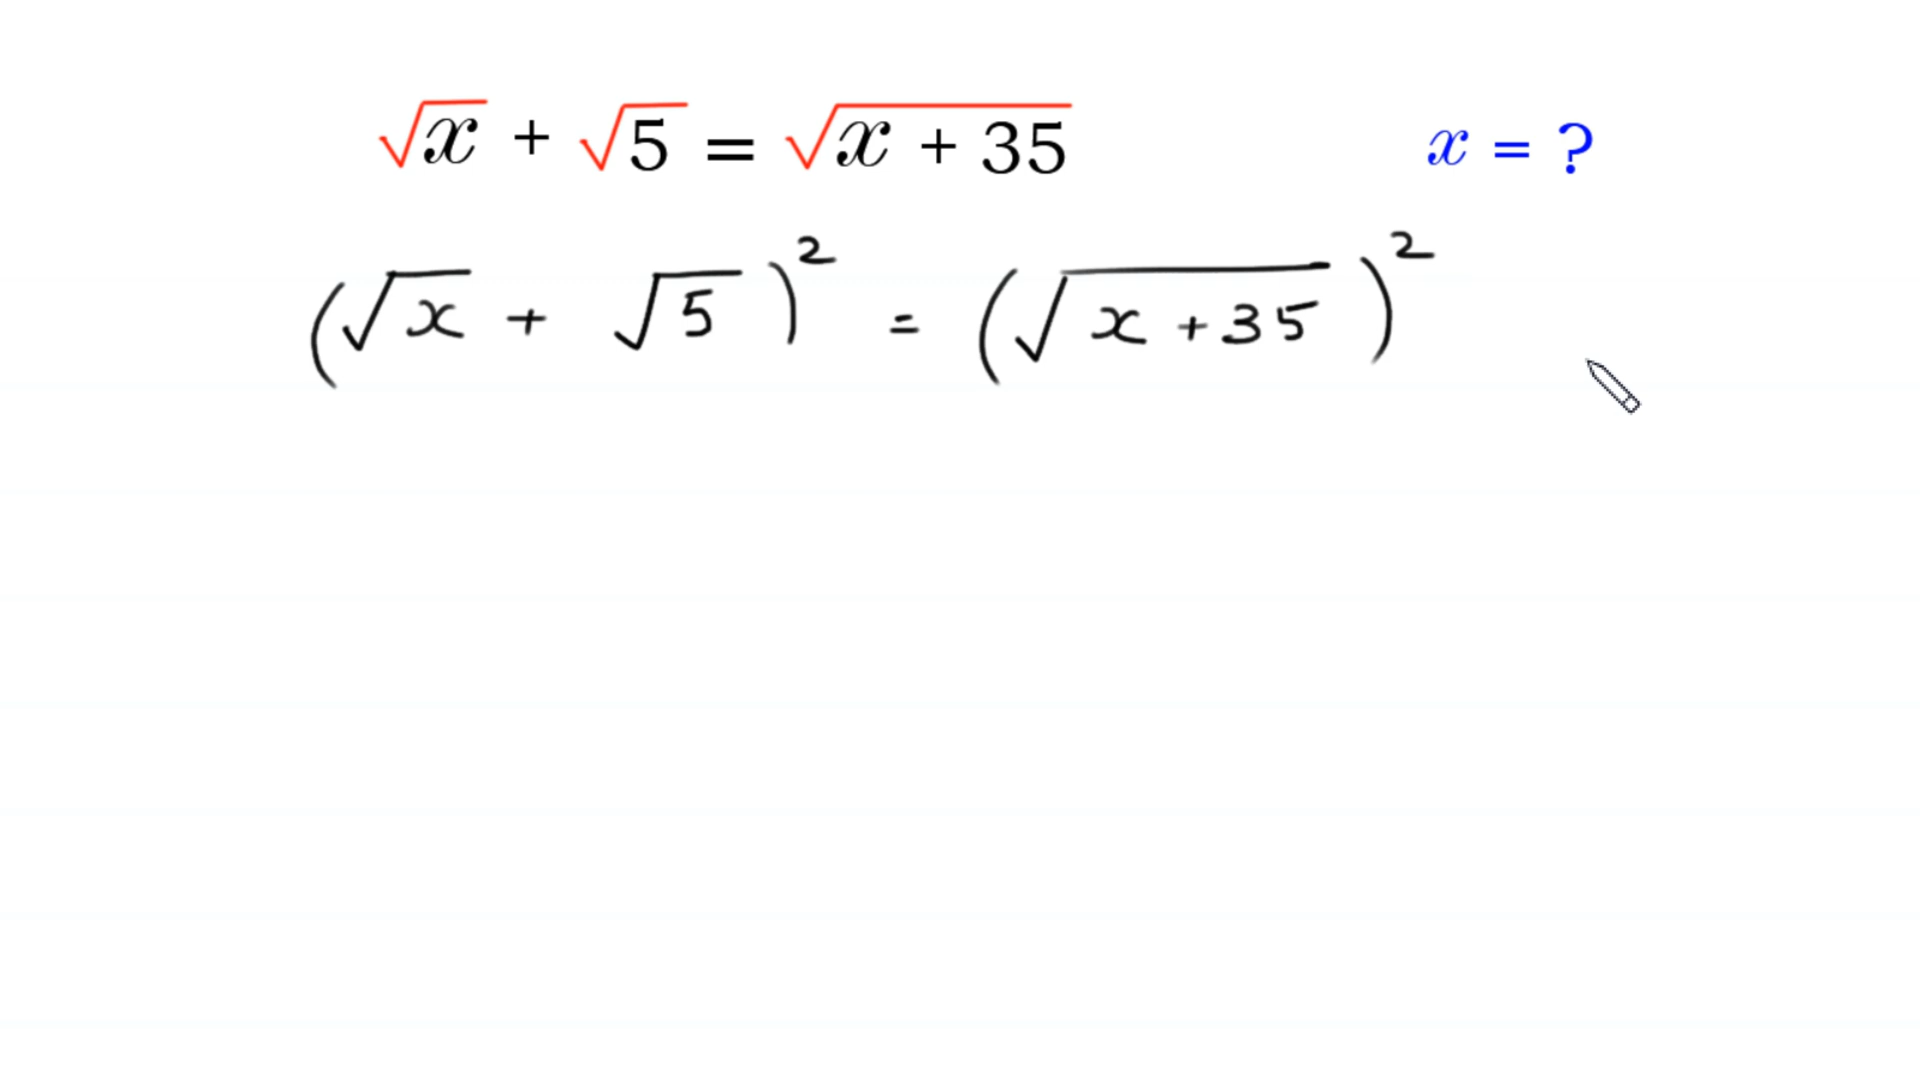 √x + √5 = √(x + 35) x = ?
(√x + √5)² = (√(x + 35))²